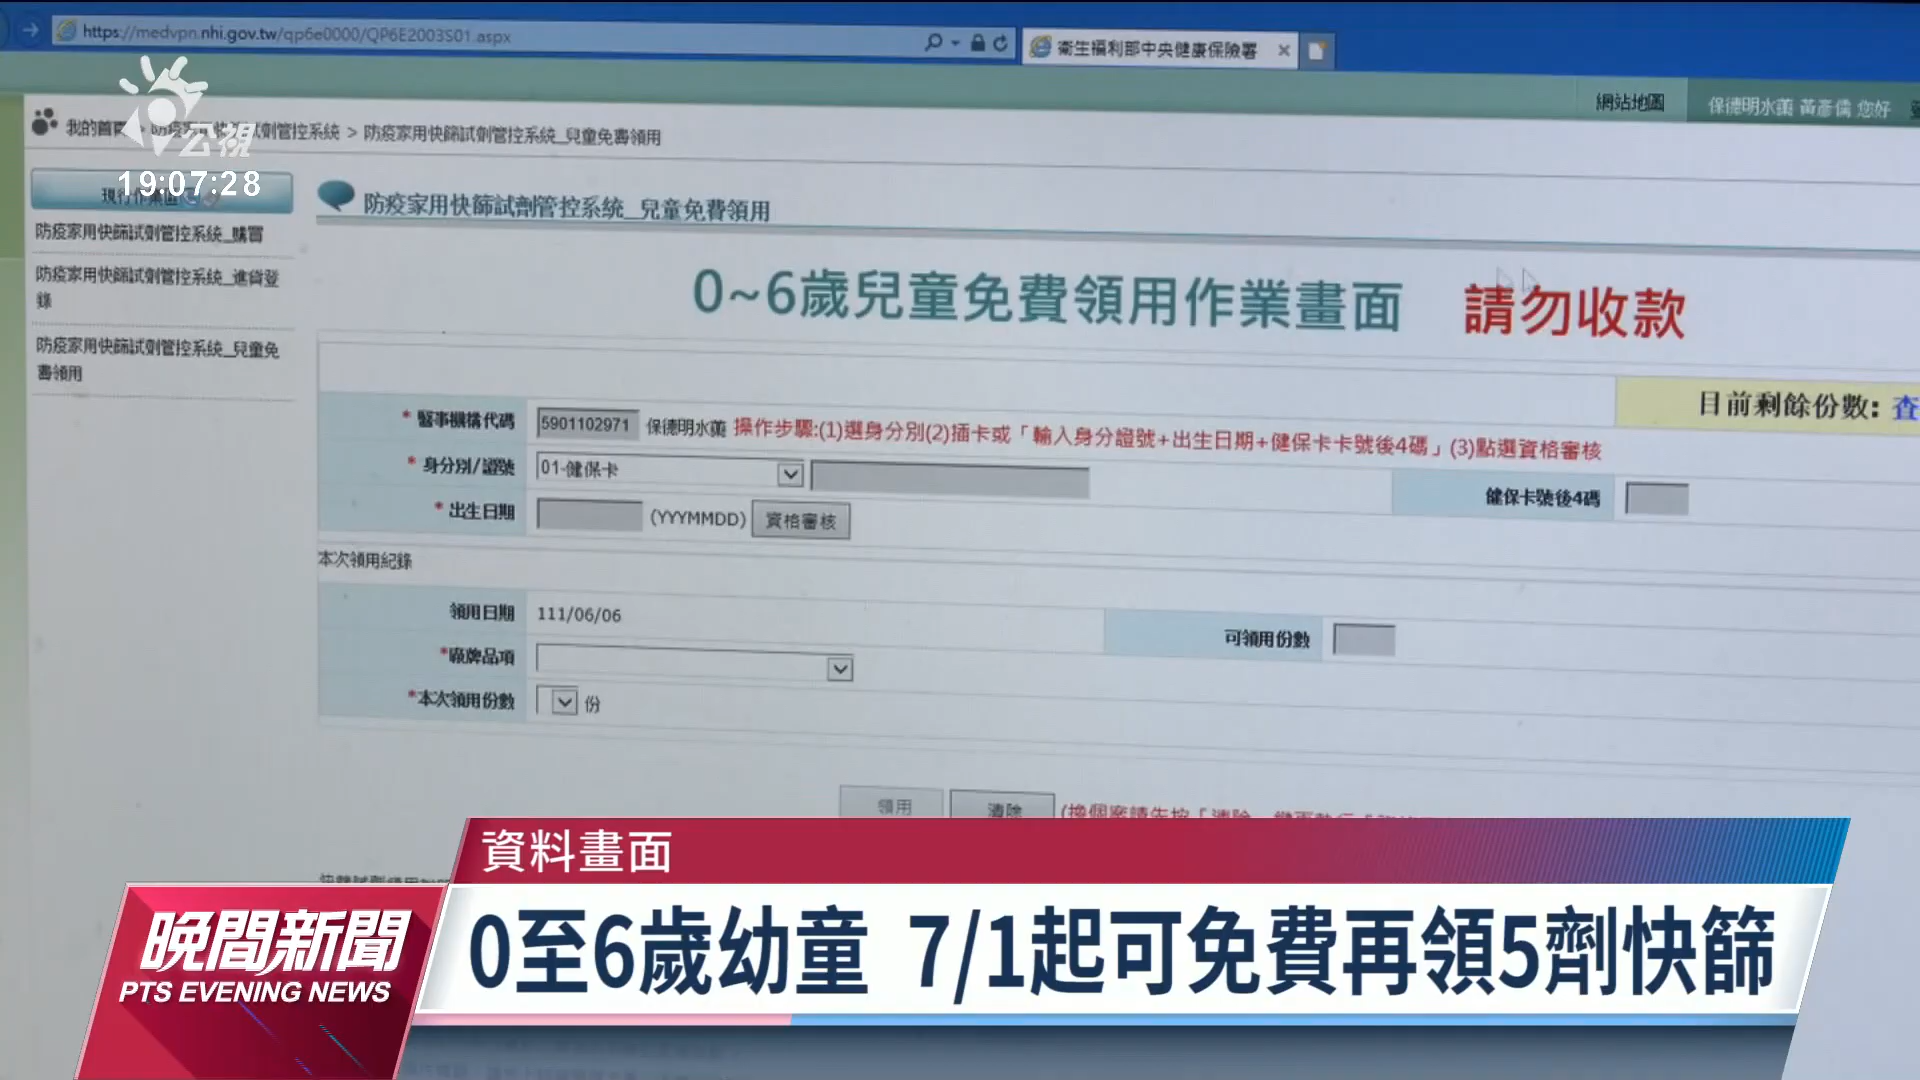 https://medvpn.nhi.gov.tw/qp6e0000/QP6E2003S01.aspx
衛生福利部中央健康保險署
網站地圖
保德明水藥 黃彥儒 您好
公視
19:07:28
我的首頁 > 防疫家用快篩試劑管控系統 > 防疫家用快篩試劑管控系統_兒童免費領用
現行作業區
防疫家用快篩試劑管控系統_購買
防疫家用快篩試劑管控系統_進貨登
錄
防疫家用快篩試劑管控系統_兒童免
費領用
防疫家用快篩試劑管控系統_兒童免費領用
0~6歲兒童免費領用作業畫面 請勿收款
目前剩餘份數: 查
*醫事機構代碼 5901102971 保德明水藥 操作步驟:(1)選身分別(2)插卡或「輸入身分證號+出生日期+健保卡卡號後4碼」(3)點選資格審核
*身分別/證號 01-健保卡
健保卡號後4碼
*出生日期 (YYYMMDD) 資格審核
本次領用紀錄
領用日期 111/06/06
可領用份數
*廠牌品項
*本次領用份數 份
領用 清除
資料畫面
晚間新聞
PTS EVENING NEWS
0至6歲幼童 7/1起可免費再領5劑快篩